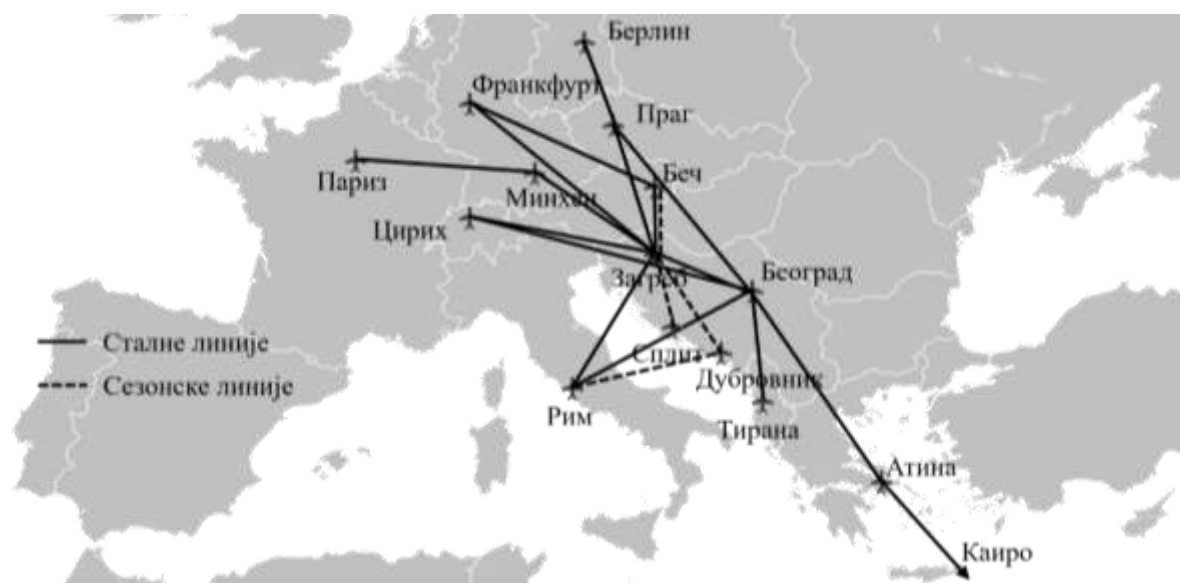 Берлин
Франкфурт
Праг
Париз
Минхен
Беч
Цирих
Загреб
Београд
Сталне линије
Сезонске линије
Сплит
Дубровник
Рим
Тирана
Атина
Каиро